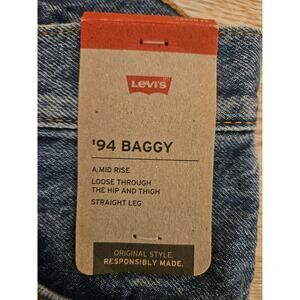 Levi's
'94 BAGGY
A,MID RISE
LOOSE THROUGH
THE HIP AND THIGH
STRAIGHT LEG
ORIGINAL STYLE.
RESPONSIBLY MADE.